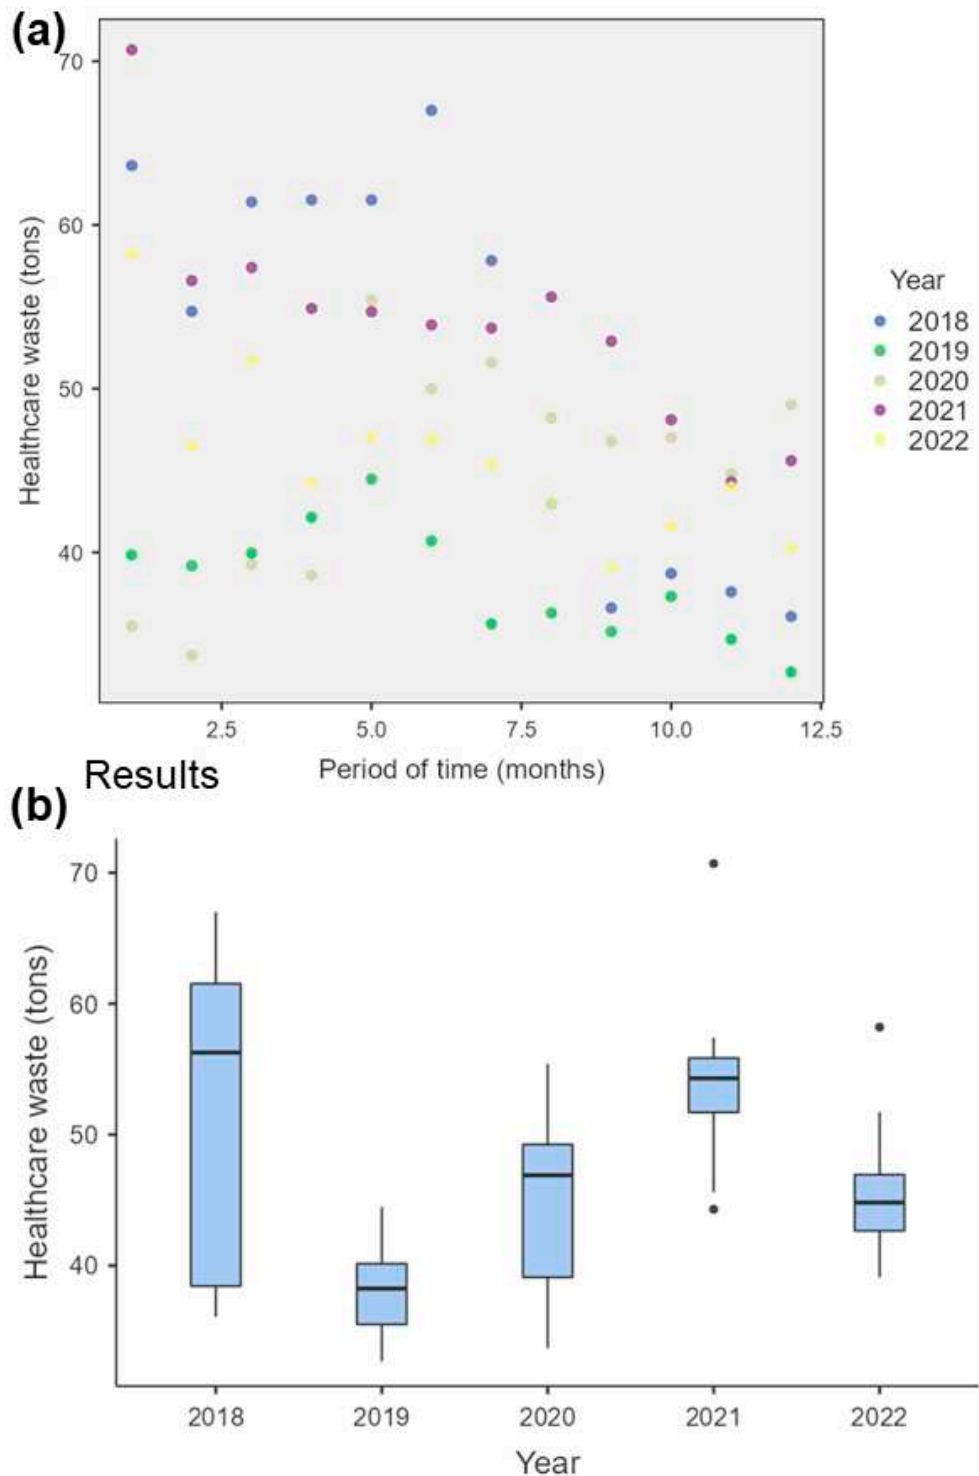 (a)
70
60
50
40
Healthcare waste (tons)
2.5 5.0 7.5 10.0 12.5
Period of time (months)
Year
2018
2019
2020
2021
2022
Results
(b)
70
60
50
40
Healthcare waste (tons)
2018 2019 2020 2021 2022
Year